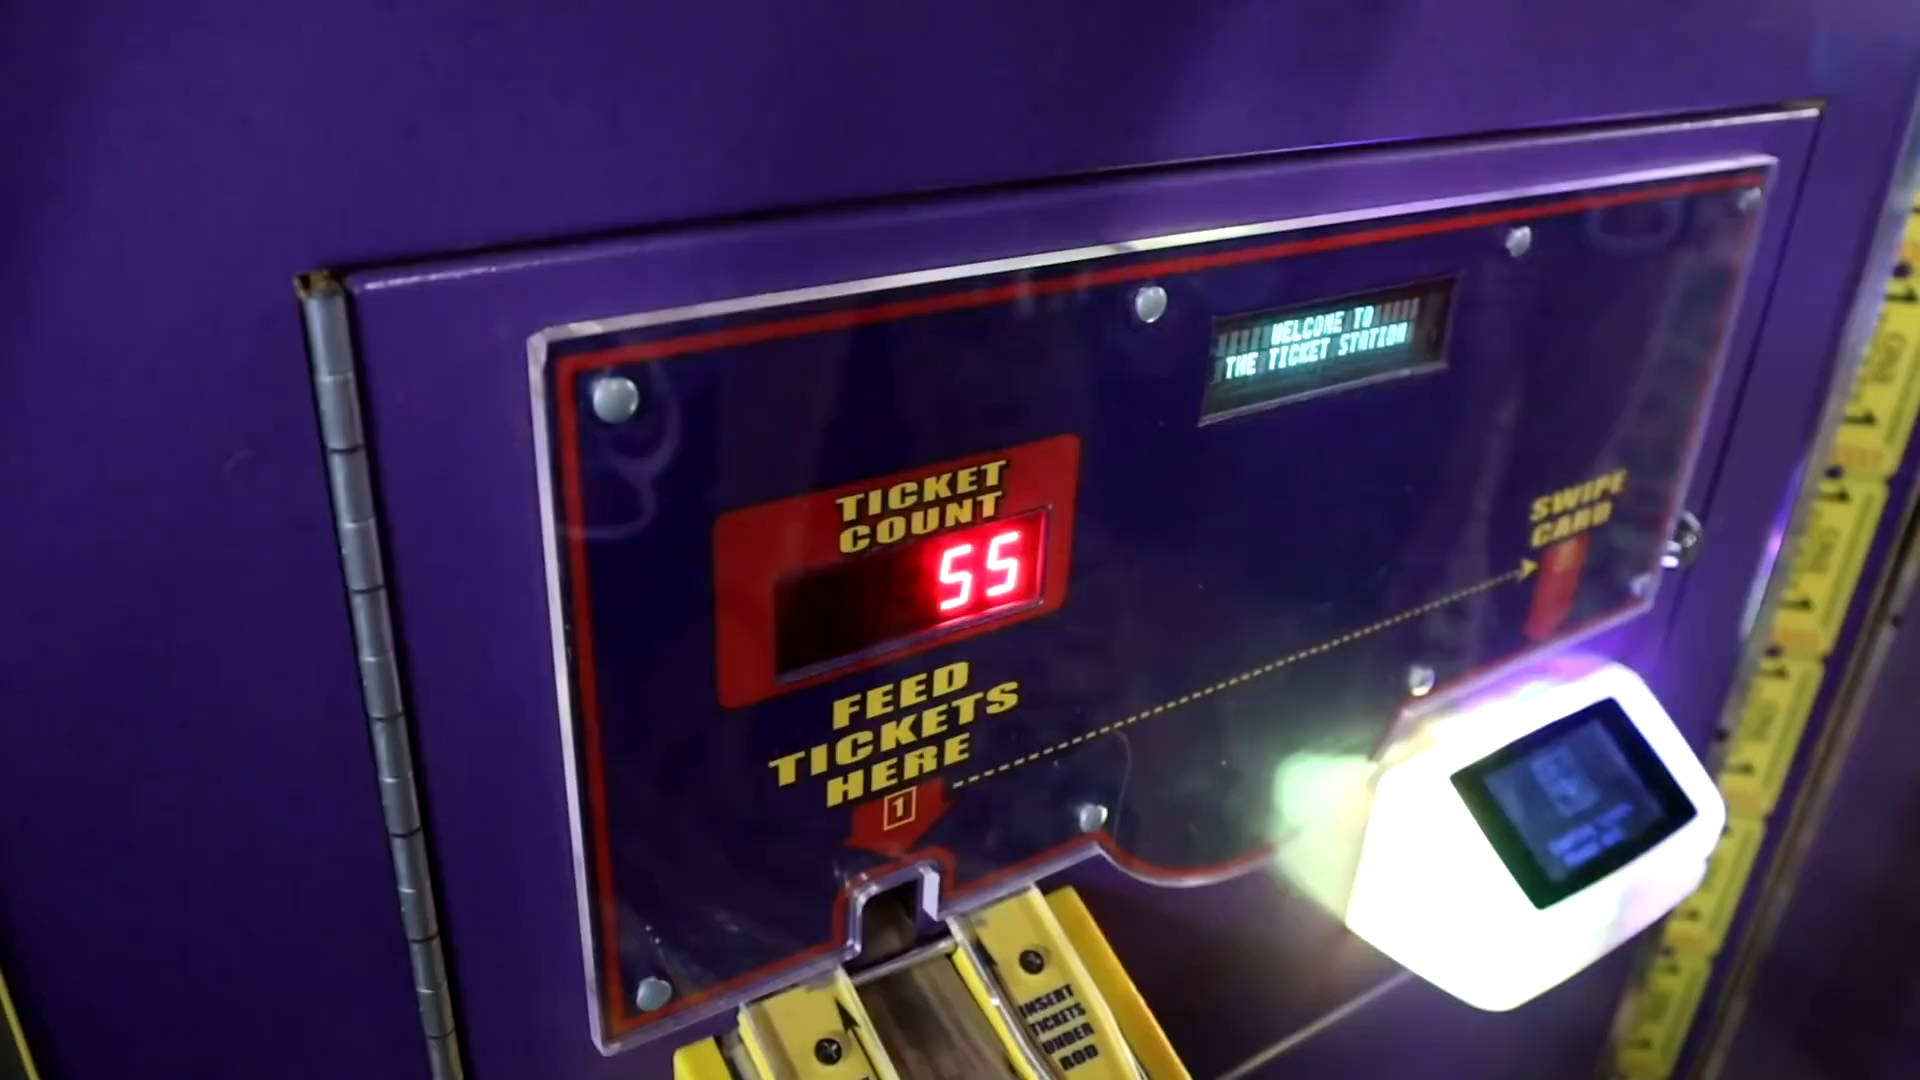 WELCOME TO
THE TICKET STATION
TICKET
COUNT
55
SWIPE
CARD
FEED
TICKETS
HERE
1
INSERT
TICKETS
UNDER
ROD